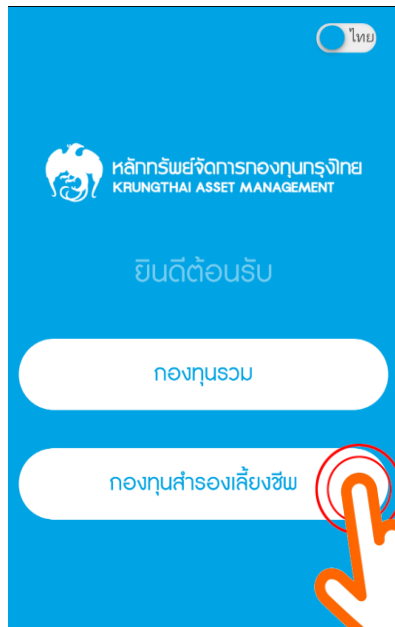 ไทย
หลักทรัพย์จัดการกองทุนกรุงไทย
KRUNGTHAI ASSET MANAGEMENT
ยินดีต้อนรับ
กองทุนรวม
กองทุนสำรองเลี้ยงชีพ